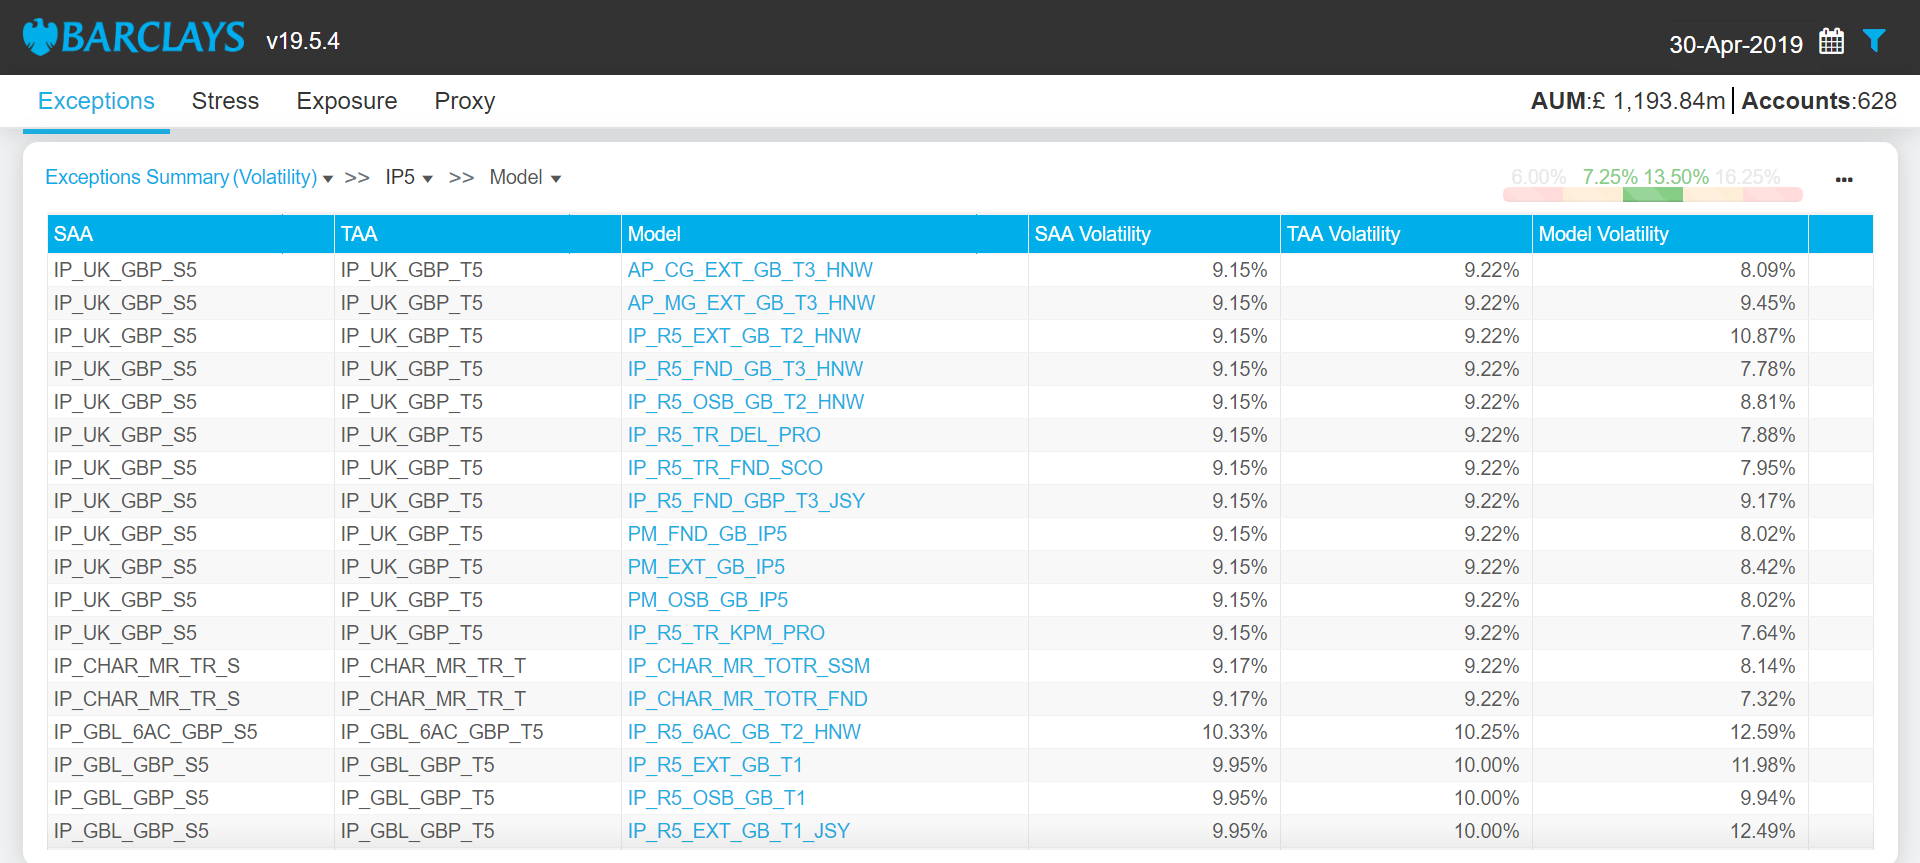 BARCLAYS v19.5.4 30-Apr-2019
Exceptions Stress Exposure Proxy AUM:£ 1,193.84m Accounts:628
Exceptions Summary (Volatility) >> IP5 >> Model 6.00% 7.25% 13.50% 16.25% ...
SAA TAA Model SAA Volatility TAA Volatility Model Volatility
IP_UK_GBP_S5 IP_UK_GBP_T5 AP_CG_EXT_GB_T3_HNW 9.15% 9.22% 8.09%
IP_UK_GBP_S5 IP_UK_GBP_T5 AP_MG_EXT_GB_T3_HNW 9.15% 9.22% 9.45%
IP_UK_GBP_S5 IP_UK_GBP_T5 IP_R5_EXT_GB_T2_HNW 9.15% 9.22% 10.87%
IP_UK_GBP_S5 IP_UK_GBP_T5 IP_R5_FND_GB_T3_HNW 9.15% 9.22% 7.78%
IP_UK_GBP_S5 IP_UK_GBP_T5 IP_R5_OSB_GB_T2_HNW 9.15% 9.22% 8.81%
IP_UK_GBP_S5 IP_UK_GBP_T5 IP_R5_TR_DEL_PRO 9.15% 9.22% 7.88%
IP_UK_GBP_S5 IP_UK_GBP_T5 IP_R5_TR_FND_SCO 9.15% 9.22% 7.95%
IP_UK_GBP_S5 IP_UK_GBP_T5 IP_R5_FND_GBP_T3_JSY 9.15% 9.22% 9.17%
IP_UK_GBP_S5 IP_UK_GBP_T5 PM_FND_GB_IP5 9.15% 9.22% 8.02%
IP_UK_GBP_S5 IP_UK_GBP_T5 PM_EXT_GB_IP5 9.15% 9.22% 8.42%
IP_UK_GBP_S5 IP_UK_GBP_T5 PM_OSB_GB_IP5 9.15% 9.22% 8.02%
IP_UK_GBP_S5 IP_UK_GBP_T5 IP_R5_TR_KPM_PRO 9.15% 9.22% 7.64%
IP_CHAR_MR_TR_S IP_CHAR_MR_TR_T IP_CHAR_MR_TOTR_SSM 9.17% 9.22% 8.14%
IP_CHAR_MR_TR_S IP_CHAR_MR_TR_T IP_CHAR_MR_TOTR_FND 9.17% 9.22% 7.32%
IP_GBL_6AC_GBP_S5 IP_GBL_6AC_GBP_T5 IP_R5_6AC_GB_T2_HNW 10.33% 10.25% 12.59%
IP_GBL_GBP_S5 IP_GBL_GBP_T5 IP_R5_EXT_GB_T1 9.95% 10.00% 11.98%
IP_GBL_GBP_S5 IP_GBL_GBP_T5 IP_R5_OSB_GB_T1 9.95% 10.00% 9.94%
IP_GBL_GBP_S5 IP_GBL_GBP_T5 IP_R5_EXT_GB_T1_JSY 9.95% 10.00% 12.49%